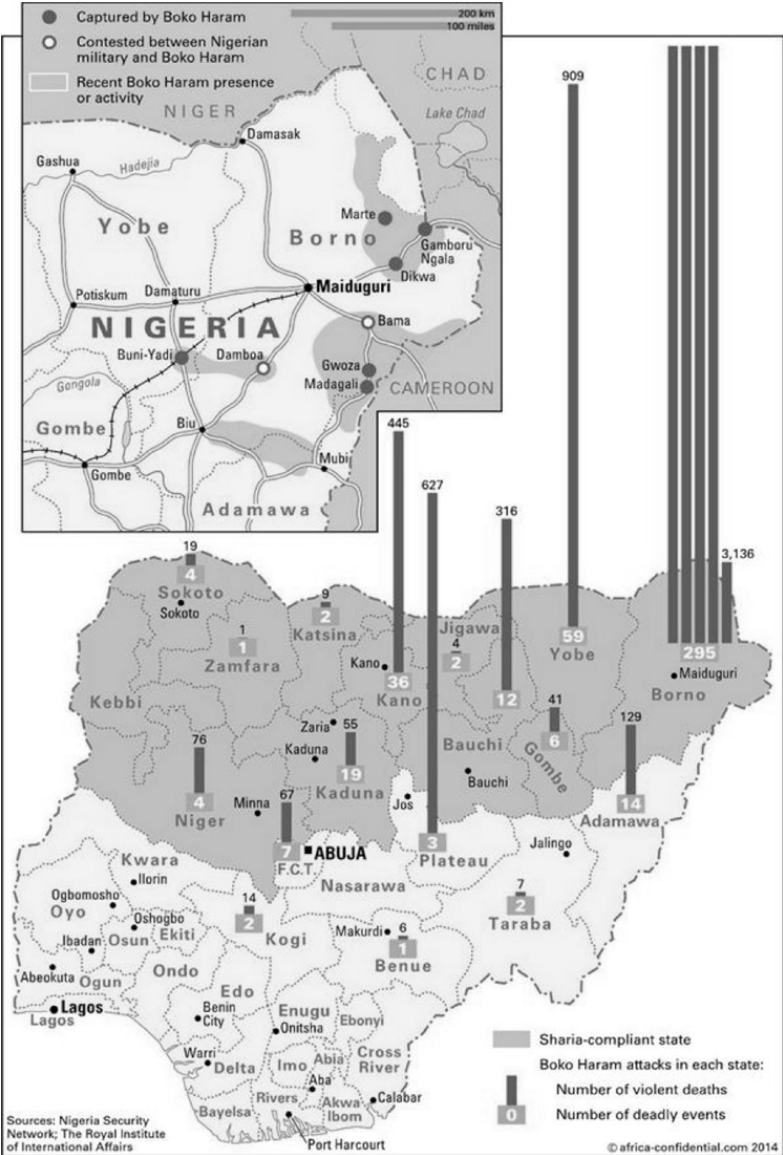 Captured by Boko Haram
Contested between Nigerian
military and Boko Haram
Recent Boko Haram presence
or activity
200 km
100 miles
CHAD
Lake Chad
NIGER
Damasak
Gashua
Hadejia
Yobe
Marte
Borno
Gamboru
Ngala
Dikwa
Maiduguri
Potiskum
Damaturu
NIGERIA
Bama
Buni-Yadi
Damboa
Gwoza
Madagali
CAMEROON
Gongola
Gombe
Biu
Gombe
Mubi
Adamawa
909
445
627
316
3,136
19
4
Sokoto
Sokoto
9
2
Katsina
1
1
Zamfara
Jigawa
4
2
59
Yobe
295
Maiduguri
Borno
Kano
36
Kano
12
Kebbi
41
6
Gombe
129
14
Adamawa
Zaria
55
Kaduna
19
Kaduna
Bauchi
Bauchi
76
4
Niger
Minna
67
7
F.C.T.
ABUJA
Jos
3
Plateau
Jalingo
Nasarawa
Kwara
Ilorin
Ogbomosho
Oyo
Oshogbo
Osun
Ekiti
14
2
Kogi
7
2
Taraba
Makurdi
6
1
Benue
Ibadan
Abeokuta
Ogun
Ondo
Edo
Lagos
Lagos
Benin
City
Enugu
Onitsha
Ebonyi
Warri
Delta
Imo
Abia
Aba
Cross
River
Bayelsa
Rivers
Akwa
Ibom
Calabar
Port Harcourt
Sharia-compliant state
Boko Haram attacks in each state:
Number of violent deaths
0
Number of deadly events
Sources: Nigeria Security
Network; The Royal Institute
of International Affairs
© africa-confidential.com 2014